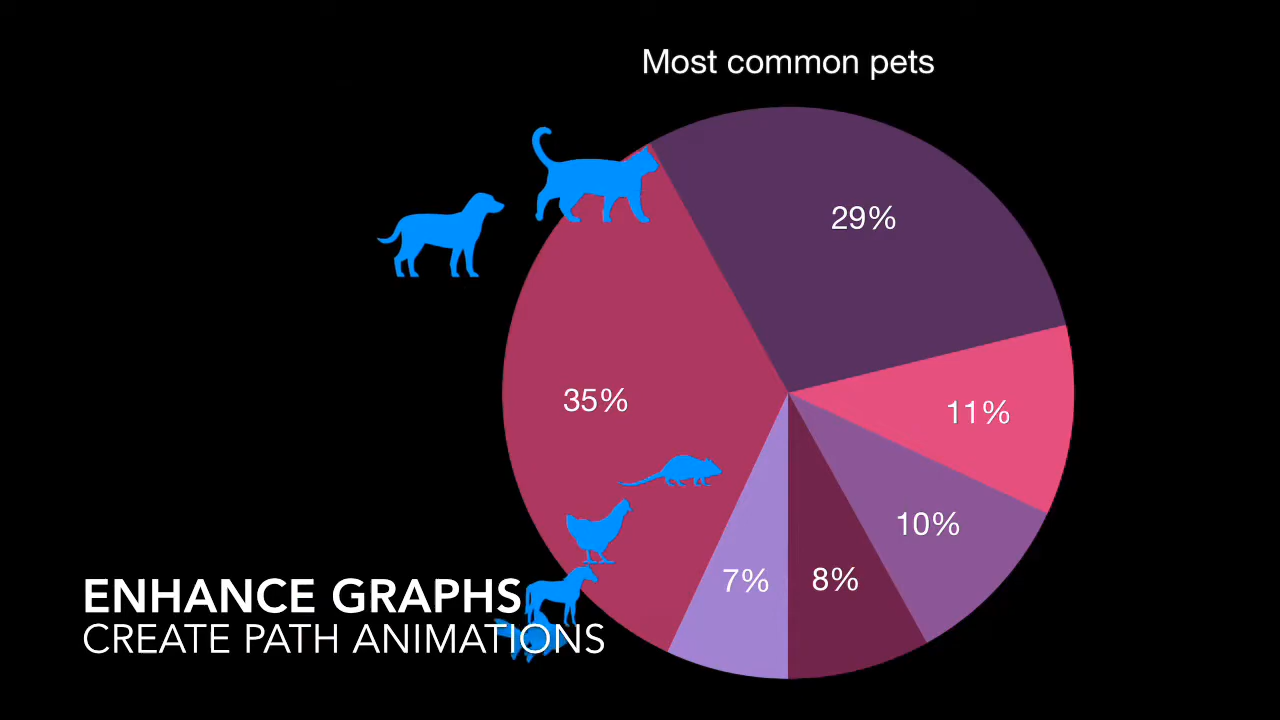 Most common pets
29%
35%
11%
10%
7%
8%
ENHANCE GRAPHS
CREATE PATH ANIMATIONS